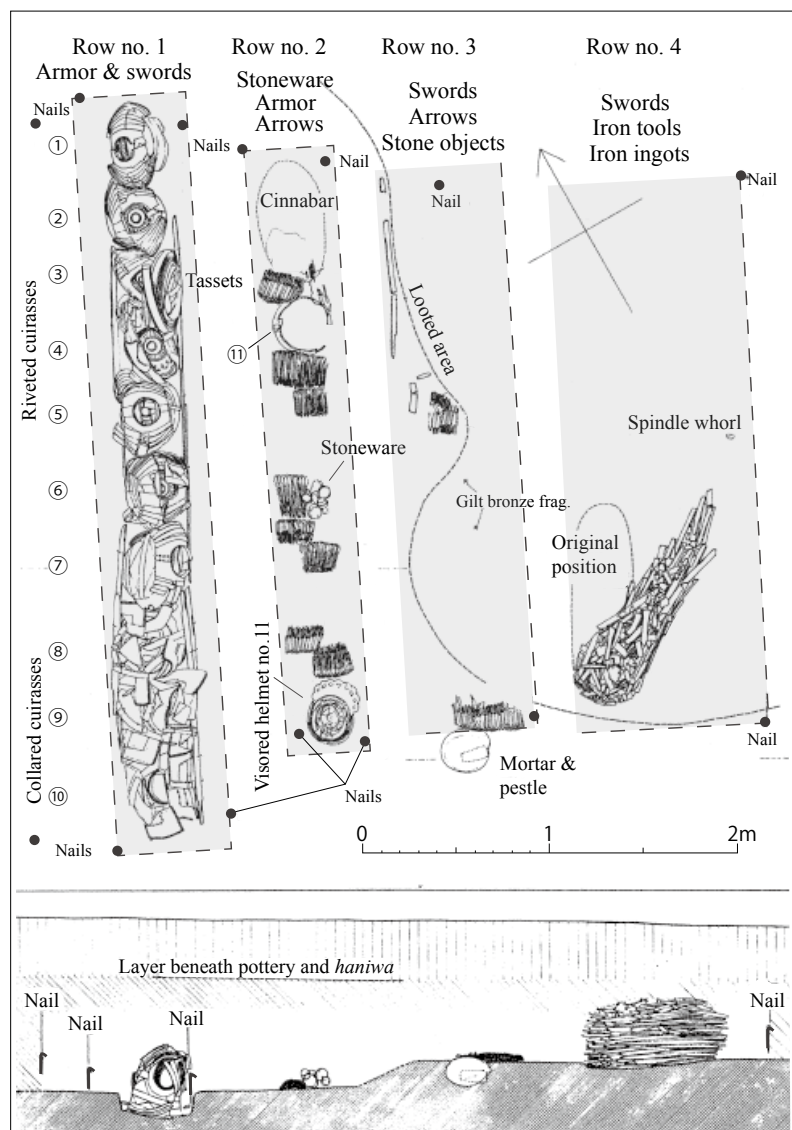 Row no. 1
Armor & swords
Row no. 2
Stoneware
Armor
Arrows
Row no. 3
Swords
Arrows
Stone objects
Row no. 4
Swords
Iron tools
Iron ingots
Nails
Nails
Nail
Nail
Nail
①
②
③
④
⑤
⑥
⑦
⑧
⑨
⑩
Riveted cuirasses
Collared cuirasses
Tassets
Cinnabar
⑪
Stoneware
Visored helmet no.11
Looted area
Gilt bronze frag.
Spindle whorl
Original
position
Mortar &
pestle
Nails
Nails
Nail
0 1 2m
Layer beneath pottery and haniwa
Nail
Nail
Nail
Nail